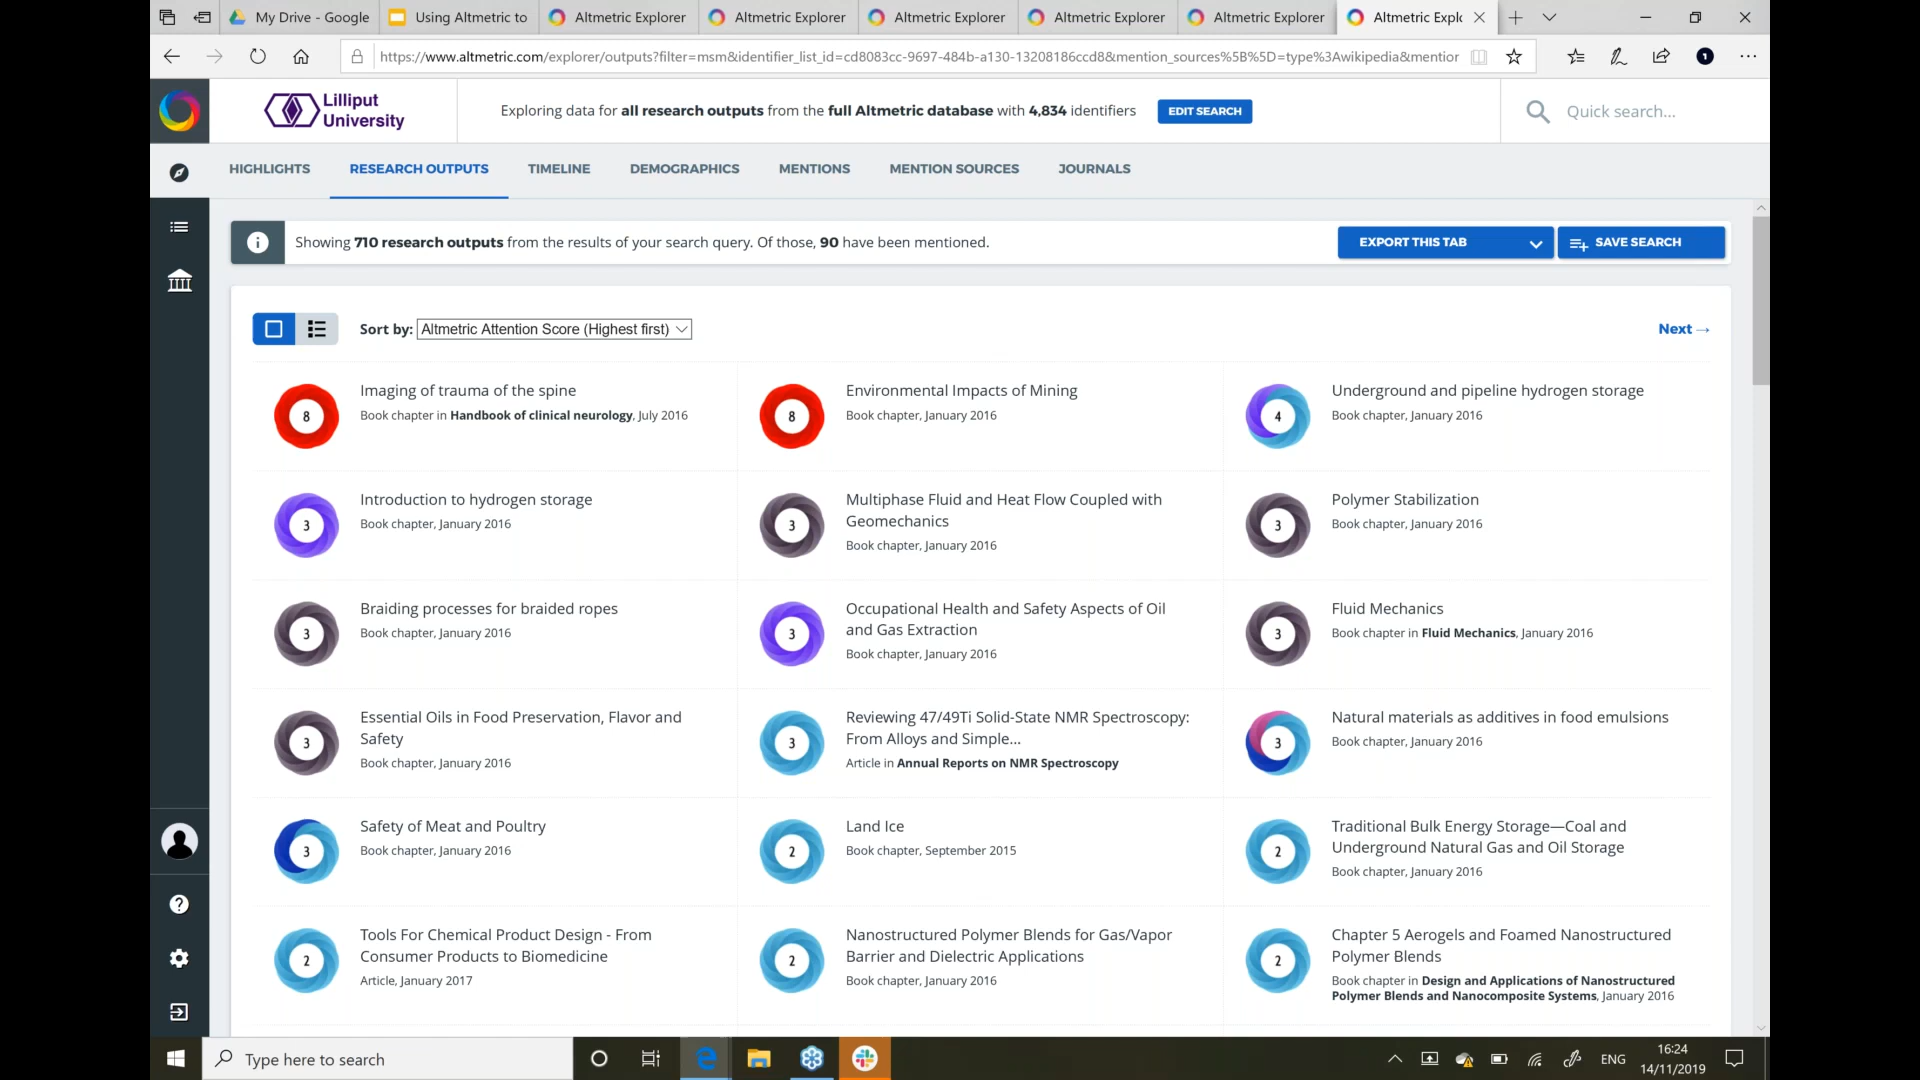 My Drive - Google
Using Altmetric to
Altmetric Explorer
Altmetric Explorer
Altmetric Explorer
Altmetric Explorer
Altmetric Explorer
Altmetric Expl
https://www.altmetric.com/explorer/outputs?filter=msm&identifier_list_id=cd8083cc-9697-484b-a130-13208186ccd8&mention_sources%5B%5D=type%3Awikipedia&mention
1
Lilliput
University
Exploring data for all research outputs from the full Altmetric database with 4,834 identifiers
EDIT SEARCH
Quick search...
HIGHLIGHTS
RESEARCH OUTPUTS
TIMELINE
DEMOGRAPHICS
MENTIONS
MENTION SOURCES
JOURNALS
i
Showing 710 research outputs from the results of your search query. Of those, 90 have been mentioned.
EXPORT THIS TAB
SAVE SEARCH
Sort by: Altmetric Attention Score (Highest first)
Next →
8
Imaging of trauma of the spine
Book chapter in Handbook of clinical neurology, July 2016
8
Environmental Impacts of Mining
Book chapter, January 2016
4
Underground and pipeline hydrogen storage
Book chapter, January 2016
3
Introduction to hydrogen storage
Book chapter, January 2016
3
Multiphase Fluid and Heat Flow Coupled with
Geomechanics
Book chapter, January 2016
3
Polymer Stabilization
Book chapter, January 2016
3
Braiding processes for braided ropes
Book chapter, January 2016
3
Occupational Health and Safety Aspects of Oil
and Gas Extraction
Book chapter, January 2016
3
Fluid Mechanics
Book chapter in Fluid Mechanics, January 2016
3
Essential Oils in Food Preservation, Flavor and
Safety
Book chapter, January 2016
3
Reviewing 47/49Ti Solid-State NMR Spectroscopy:
From Alloys and Simple...
Article in Annual Reports on NMR Spectroscopy
3
Natural materials as additives in food emulsions
Book chapter, January 2016
3
Safety of Meat and Poultry
Book chapter, January 2016
2
Land Ice
Book chapter, September 2015
2
Traditional Bulk Energy Storage—Coal and
Underground Natural Gas and Oil Storage
Book chapter, January 2016
2
Tools For Chemical Product Design - From
Consumer Products to Biomedicine
Article, January 2017
2
Nanostructured Polymer Blends for Gas/Vapor
Barrier and Dielectric Applications
Book chapter, January 2016
2
Chapter 5 Aerogels and Foamed Nanostructured
Polymer Blends
Book chapter in Design and Applications of Nanostructured
Polymer Blends and Nanocomposite Systems, January 2016
?
Type here to search
ENG
16:24
14/11/2019